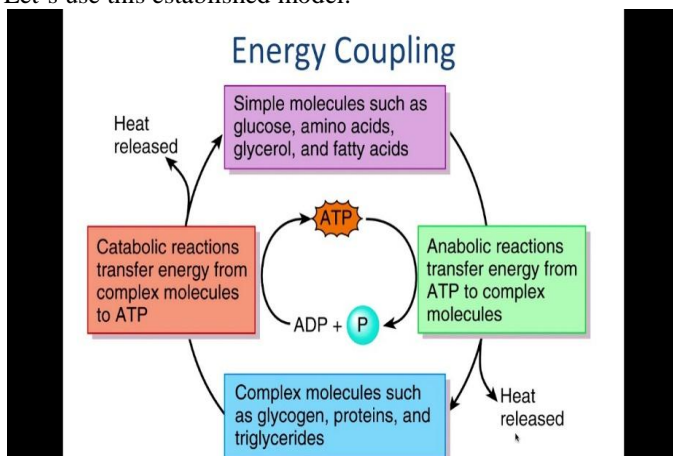 Let's use this established model.
Energy Coupling
Simple molecules such as
glucose, amino acids,
glycerol, and fatty acids
Heat
released
ATP
Catabolic reactions
transfer energy from
complex molecules
to ATP
Anabolic reactions
transfer energy from
ATP to complex
molecules
ADP + P
Complex molecules such
as glycogen, proteins, and
triglycerides
Heat
released